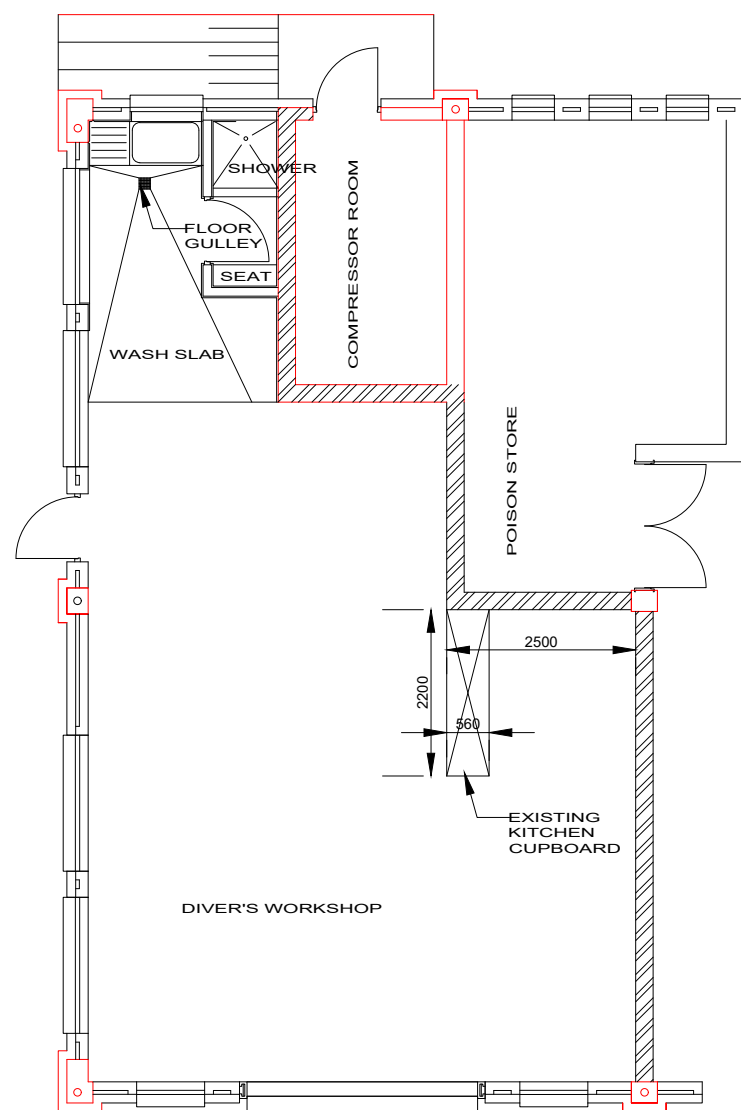 SHOWER
COMPRESSOR ROOM
FLOOR
GULLEY
SEAT
WASH SLAB
POISON STORE
2500
2200
560
EXISTING
KITCHEN
CUPBOARD
DIVER'S WORKSHOP